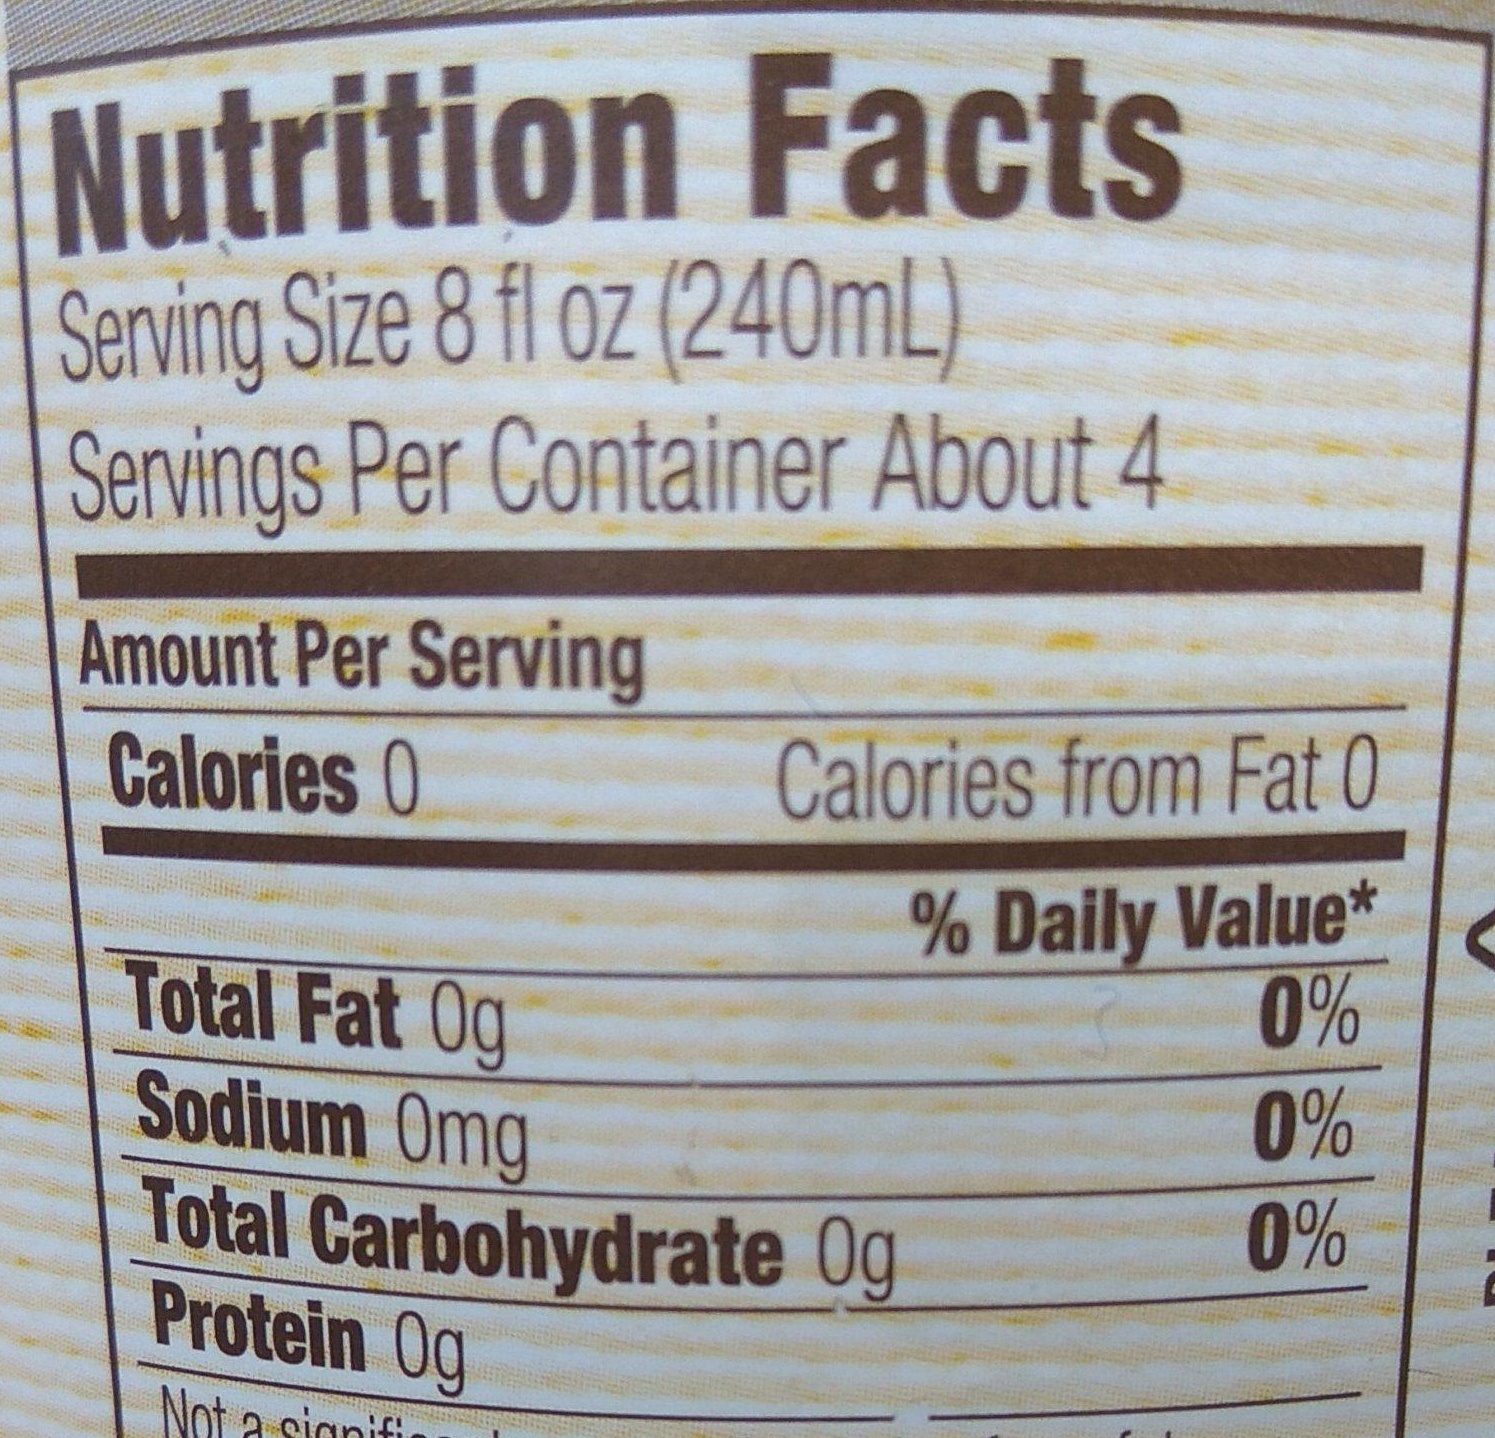 Nutrition Facts
Serving Size 8 fl oz (240mL)
Servings Per Container About 4
Amount Per Serving
Calories 0 Calories from Fat 0
% Daily Value*
Total Fat 0g 0%
Sodium 0mg 0%
Total Carbohydrate 0g 0%
Protein 0g
Not a